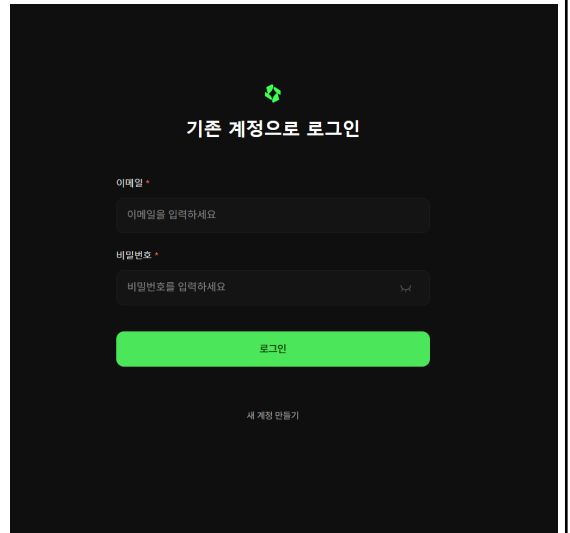 기존 계정으로 로그인
이메일 *
이메일을 입력하세요
비밀번호 *
비밀번호를 입력하세요
로그인
새 계정 만들기